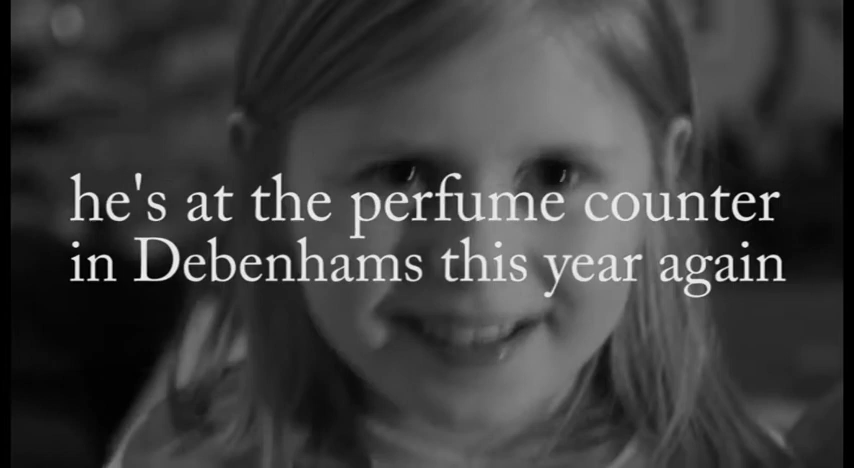 he's at the perfume counter
in Debenhams this year again